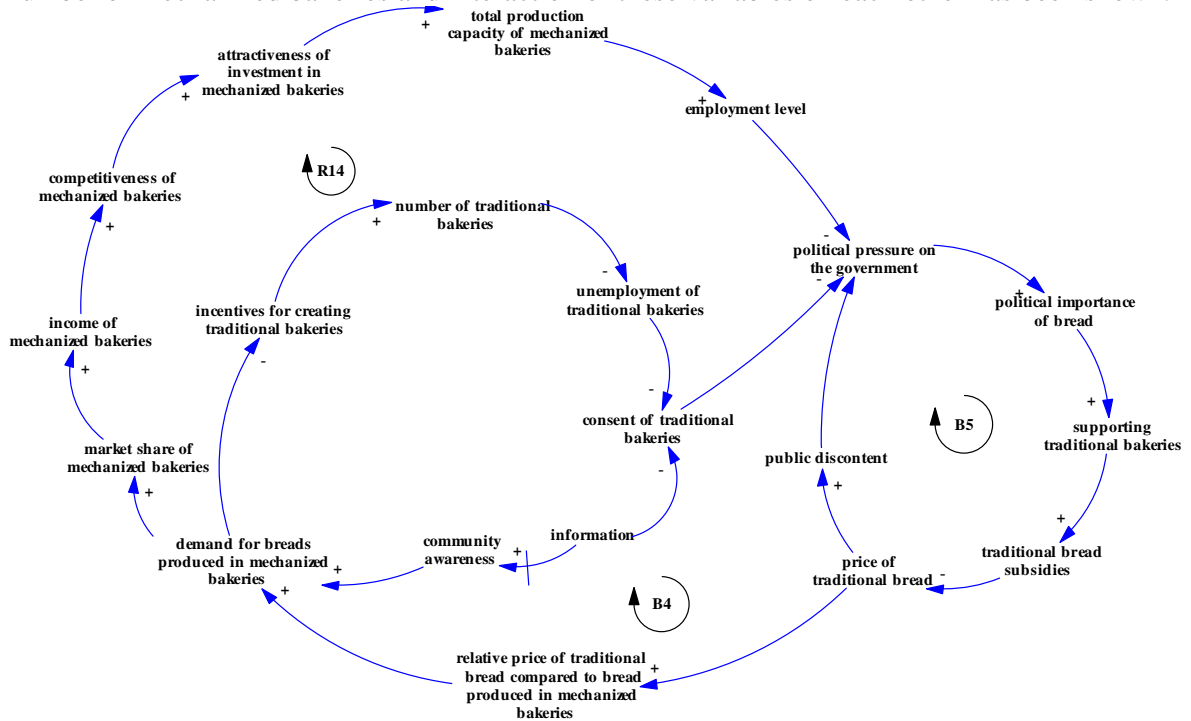 total production
capacity of mechanized
bakeries
+
attractiveness of
investment in
mechanized bakeries
+
+
employment level
R14
competitiveness of
mechanized bakeries
+
number of traditional
bakeries
+
-
political pressure on
the government
-
-
unemployment of
traditional bakeries
+
political importance
of bread
incentives for creating
traditional bakeries
-
income of
mechanized bakeries
+
-
consent of traditional
bakeries
-
+
supporting
traditional bakeries
B5
market share of
mechanized bakeries
+
public discontent
+
information
+
community
awareness
+
demand for breads
produced in mechanized
bakeries
+
+
traditional bread
subsidies
price of
traditional bread
-
B4
relative price of traditional
bread compared to bread
produced in mechanized
bakeries
+